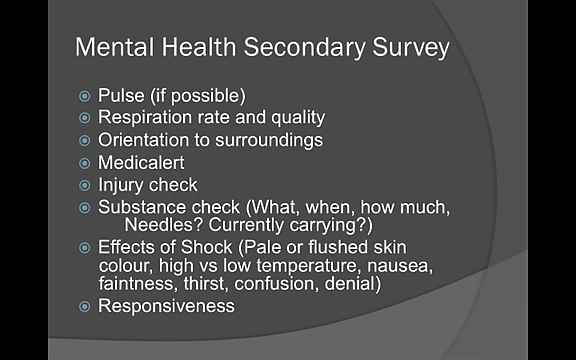 Mental Health Secondary Survey
Pulse (if possible)
Respiration rate and quality
Orientation to surroundings
Medicalert
Injury check
Substance check (What, when, how much,
Needles? Currently carrying?)
Effects of Shock (Pale or flushed skin
colour, high vs low temperature, nausea,
faintness, thirst, confusion, denial)
Responsiveness